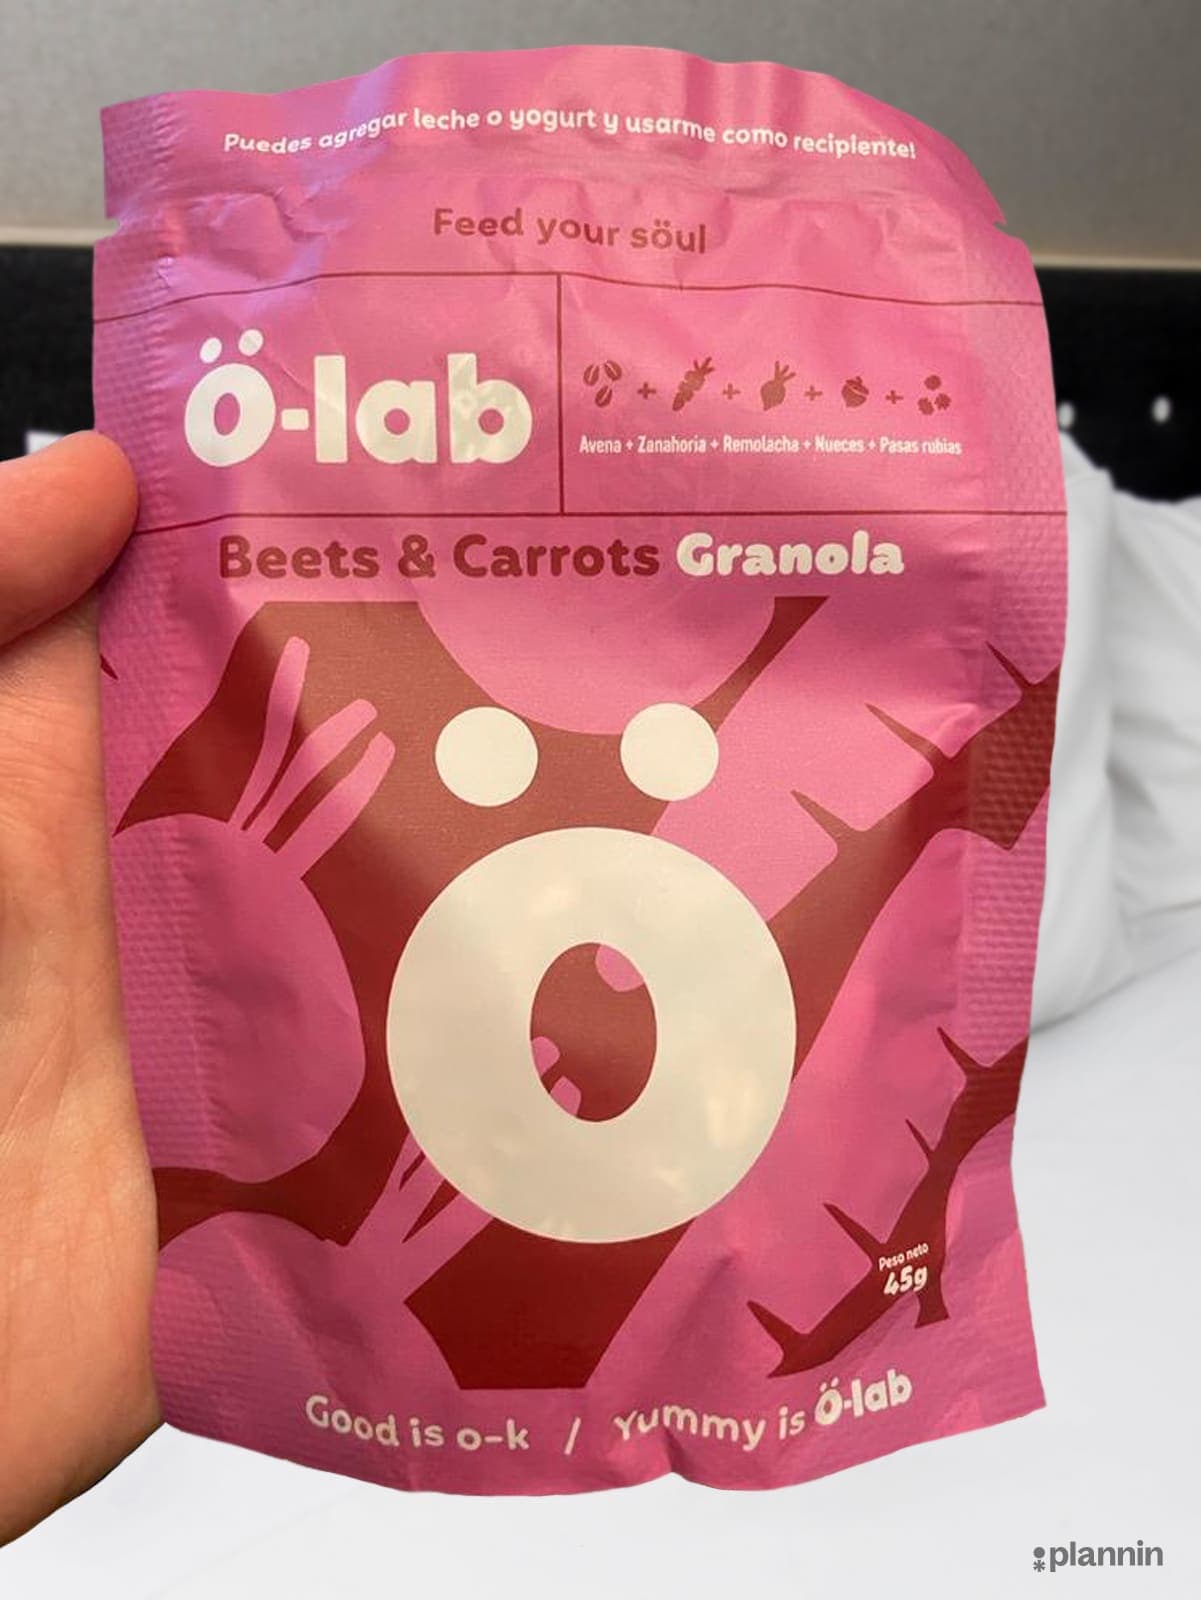 Puedes agregar leche o yogurt y usarme como recipiente!
Feed your söul
ö-lab
Avena + Zanahoria + Remolacha + Nueces + Pasas rubias
Beets & Carrots Granola
ö
Peso neto
45g
Good is o-k / Yummy is ö-lab
plannin